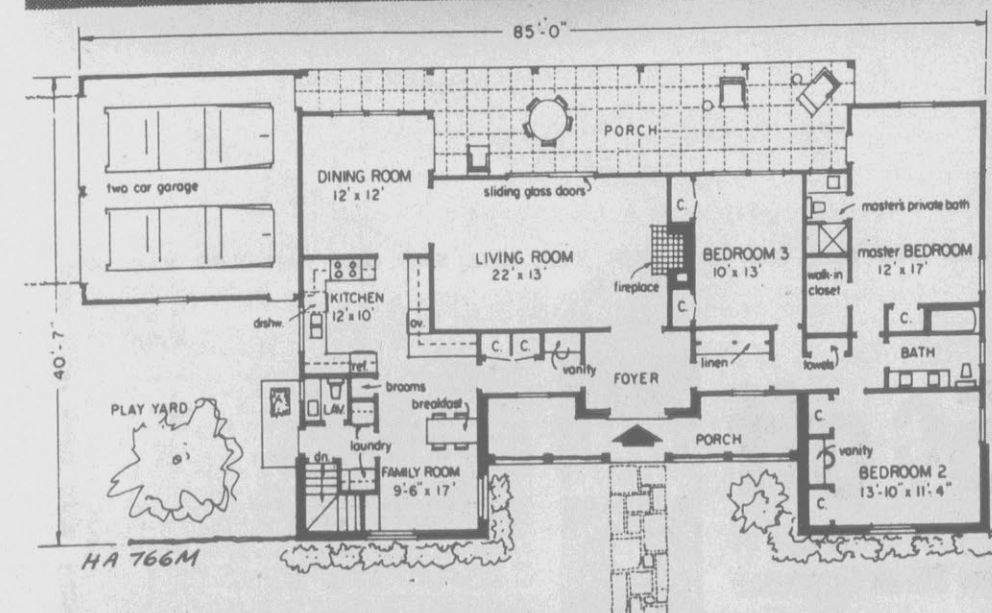 85'-0"
PORCH
DINING ROOM
12' x 12'
sliding glass doors
two car garage
C.
master's private bath
LIVING ROOM
22' x 13'
BEDROOM 3
10' x 13'
master BEDROOM
12' x 17'
fireplace
walk-in
closet
KITCHEN
12' x 10'
dishw.
ov.
C.
C.
40'-7"
ref.
C.
C.
vanity
linen
towels
BATH
FOYER
brooms
LAV.
breakfast
PLAY YARD
C.
laundry
PORCH
vanity
dn.
FAMILY ROOM
9'-6" x 17'
BEDROOM 2
13'-10" x 11'-4"
C.
HA 766M